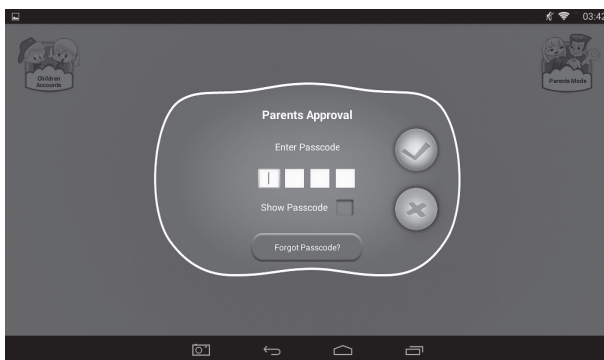 03:42
Children
Accounts
Parents Mode
Parents Approval
Enter Passcode
Show Passcode
Forgot Passcode?